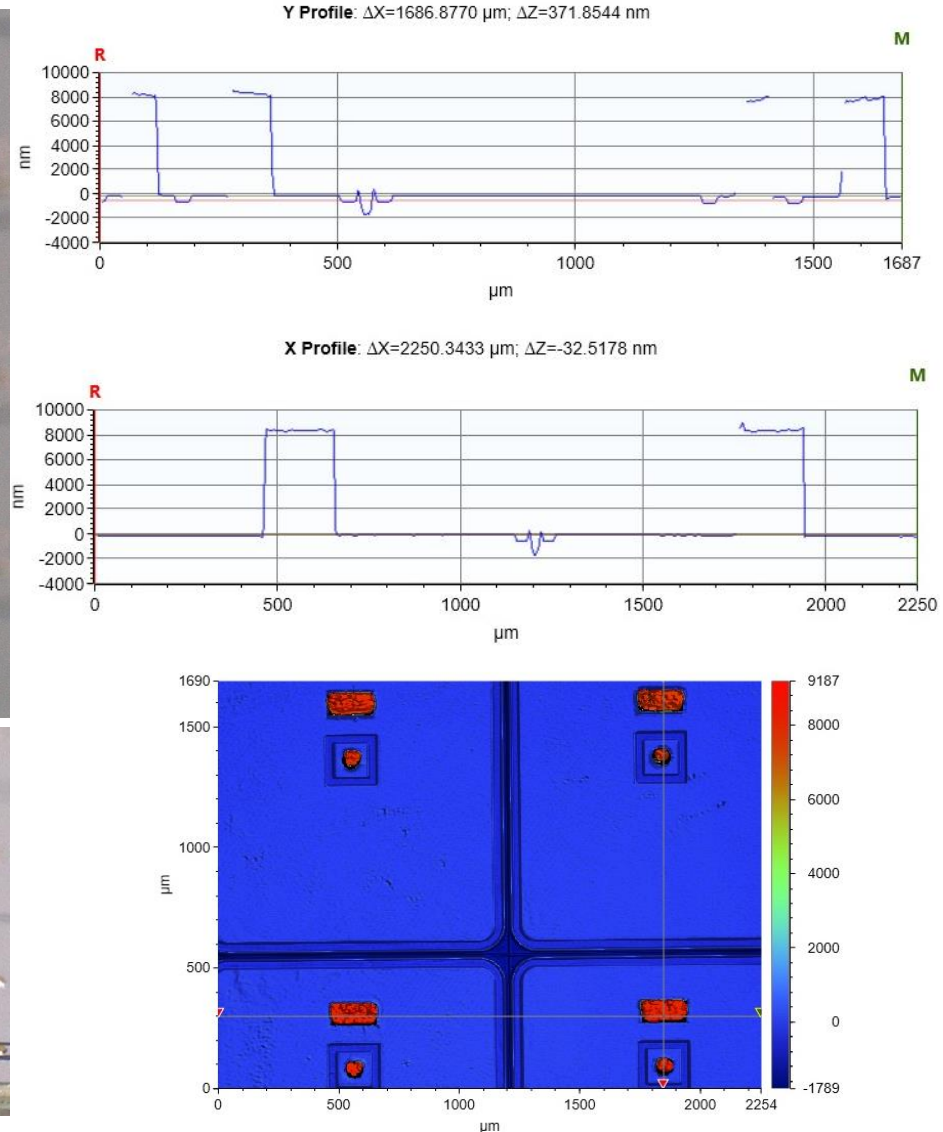 Y Profile: ΔX=1686.8770 µm; ΔZ=371.8544 nm
R
M
10000
8000
6000
4000
2000
0
-2000
-4000
nm
0 500 1000 1500 1687
µm
X Profile: ΔX=2250.3433 µm; ΔZ=-32.5178 nm
R
M
10000
8000
6000
4000
2000
0
-2000
-4000
nm
0 500 1000 1500 2000 2250
µm
1690
1500
1000
500
0
µm
0 500 1000 1500 2000 2254
µm
9187
8000
6000
4000
2000
0
-1789